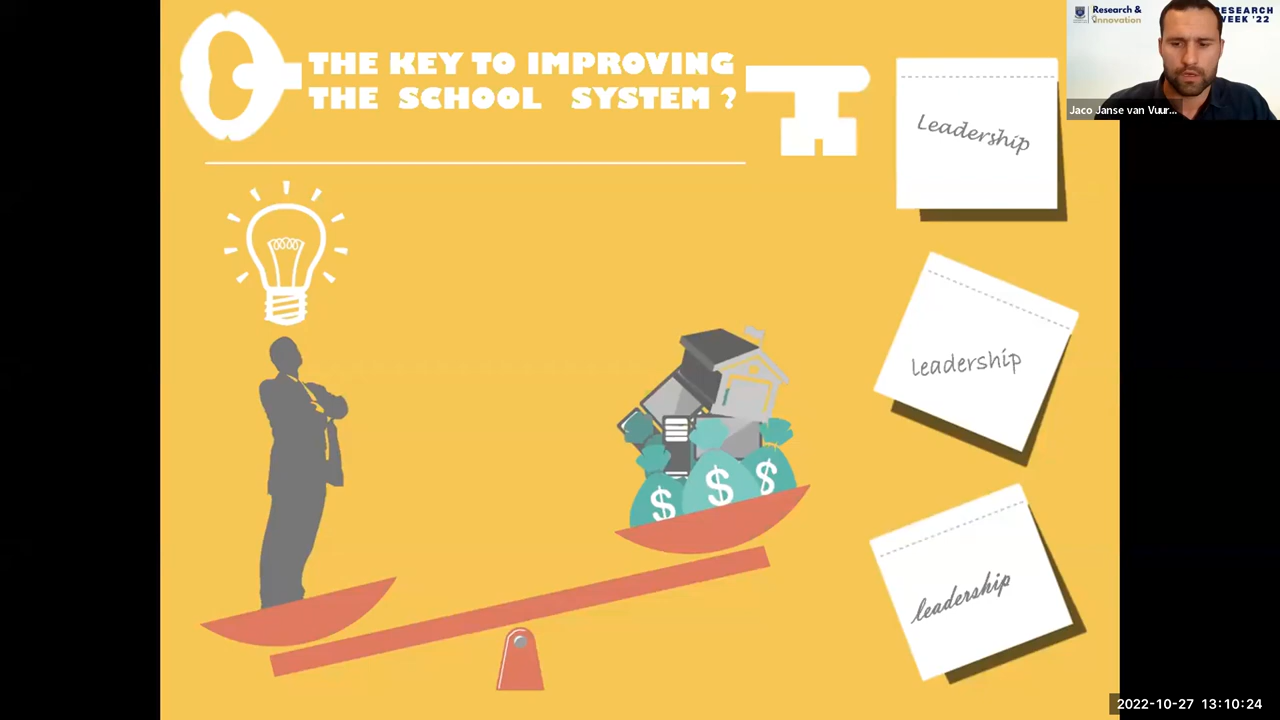 THE KEY TO IMPROVING
THE SCHOOL SYSTEM ?
Leadership
leadership
leadership
$ $ $
Research &
Innovation
RESEARCH
WEEK '22
Jaco Janse van Vuur...
2022-10-27 13:10:24